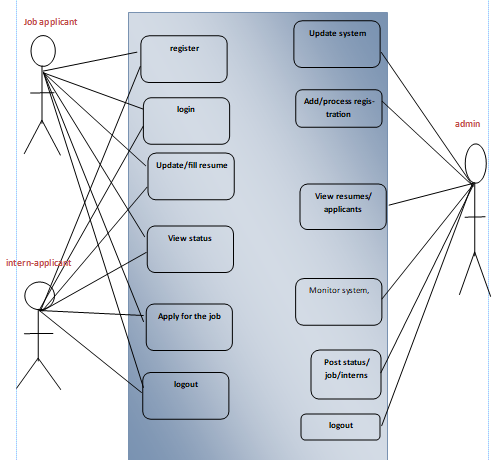 Job applicant
register
Update system
login
Add/process regis-
tration
admin
Update/fill resume
View resumes/
applicants
View status
intern-applicant
Monitor system,
Apply for the job
Post status/
job/interns
logout
logout